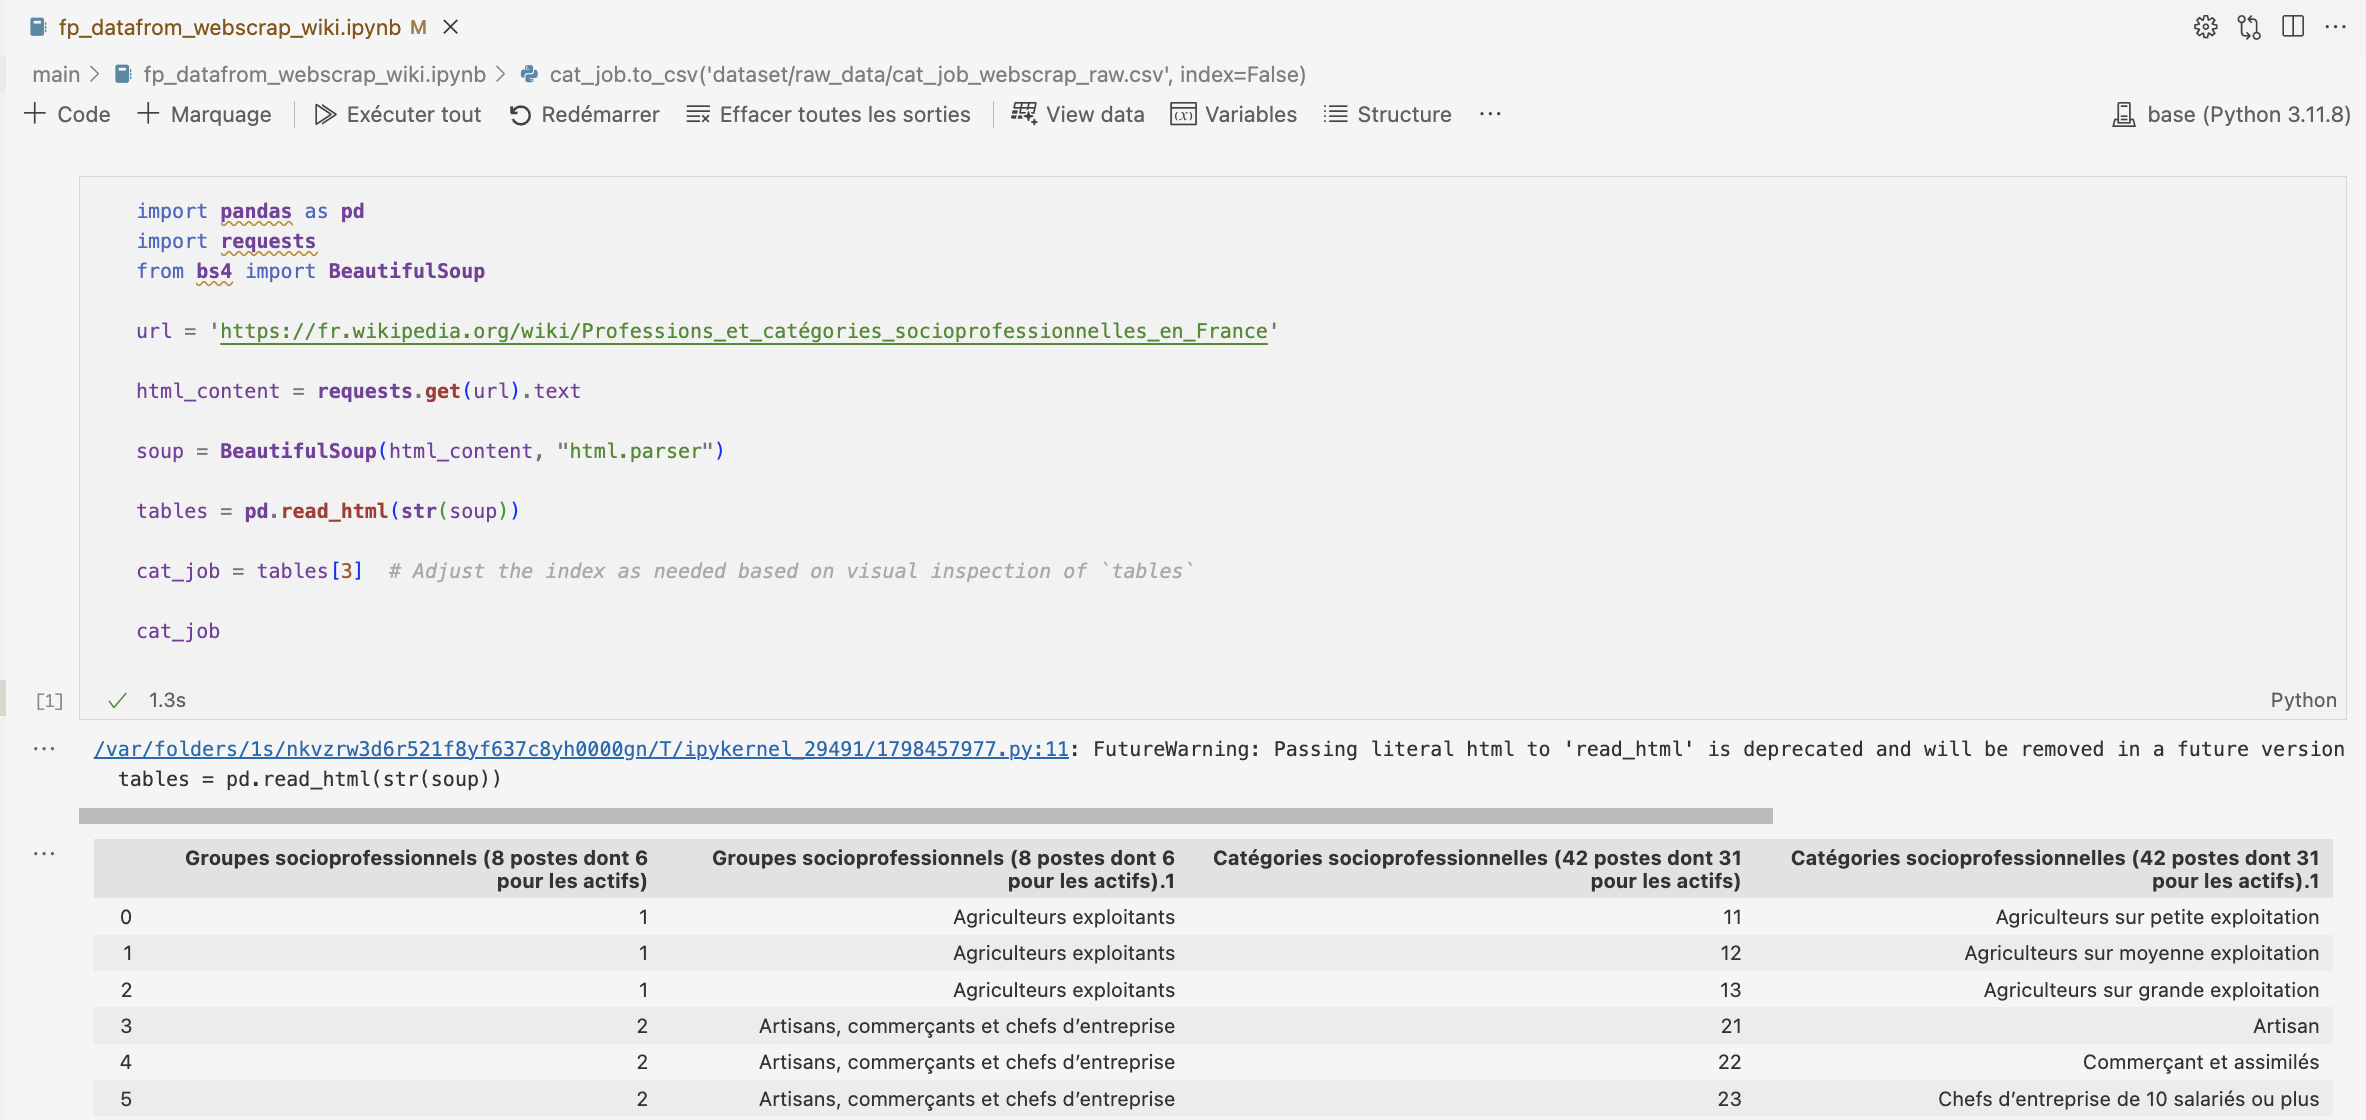 fp_datafrom_webscrap_wiki.ipynb M
main > fp_datafrom_webscrap_wiki.ipynb > cat_job.to_csv('dataset/raw_data/cat_job_webscrap_raw.csv', index=False)
+ Code + Marquage Exécuter tout Redémarrer Effacer toutes les sorties View data Variables Structure ··· base (Python 3.11.8)
import pandas as pd
import requests
from bs4 import BeautifulSoup
url = 'https://fr.wikipedia.org/wiki/Professions_et_catégories_socioprofessionnelles_en_France'
html_content = requests.get(url).text
soup = BeautifulSoup(html_content, "html.parser")
tables = pd.read_html(str(soup))
cat_job = tables[3]  # Adjust the index as needed based on visual inspection of `tables`
cat_job
[1] 1.3s Python
/var/folders/1s/nkvzrw3d6r521f8yf637c8yh0000gn/T/ipykernel_29491/1798457977.py:11: FutureWarning: Passing literal html to 'read_html' is deprecated and will be removed in a future version
tables = pd.read_html(str(soup))
Groupes socioprofessionnels (8 postes dont 6 pour les actifs) Groupes socioprofessionnels (8 postes dont 6 pour les actifs).1 Catégories socioprofessionnelles (42 postes dont 31 pour les actifs) Catégories socioprofessionnelles (42 postes dont 31 pour les actifs).1
0 1 Agriculteurs exploitants 11 Agriculteurs sur petite exploitation
1 1 Agriculteurs exploitants 12 Agriculteurs sur moyenne exploitation
2 1 Agriculteurs exploitants 13 Agriculteurs sur grande exploitation
3 2 Artisans, commerçants et chefs d’entreprise 21 Artisan
4 2 Artisans, commerçants et chefs d’entreprise 22 Commerçant et assimilés
5 2 Artisans, commerçants et chefs d’entreprise 23 Chefs d’entreprise de 10 salariés ou plus